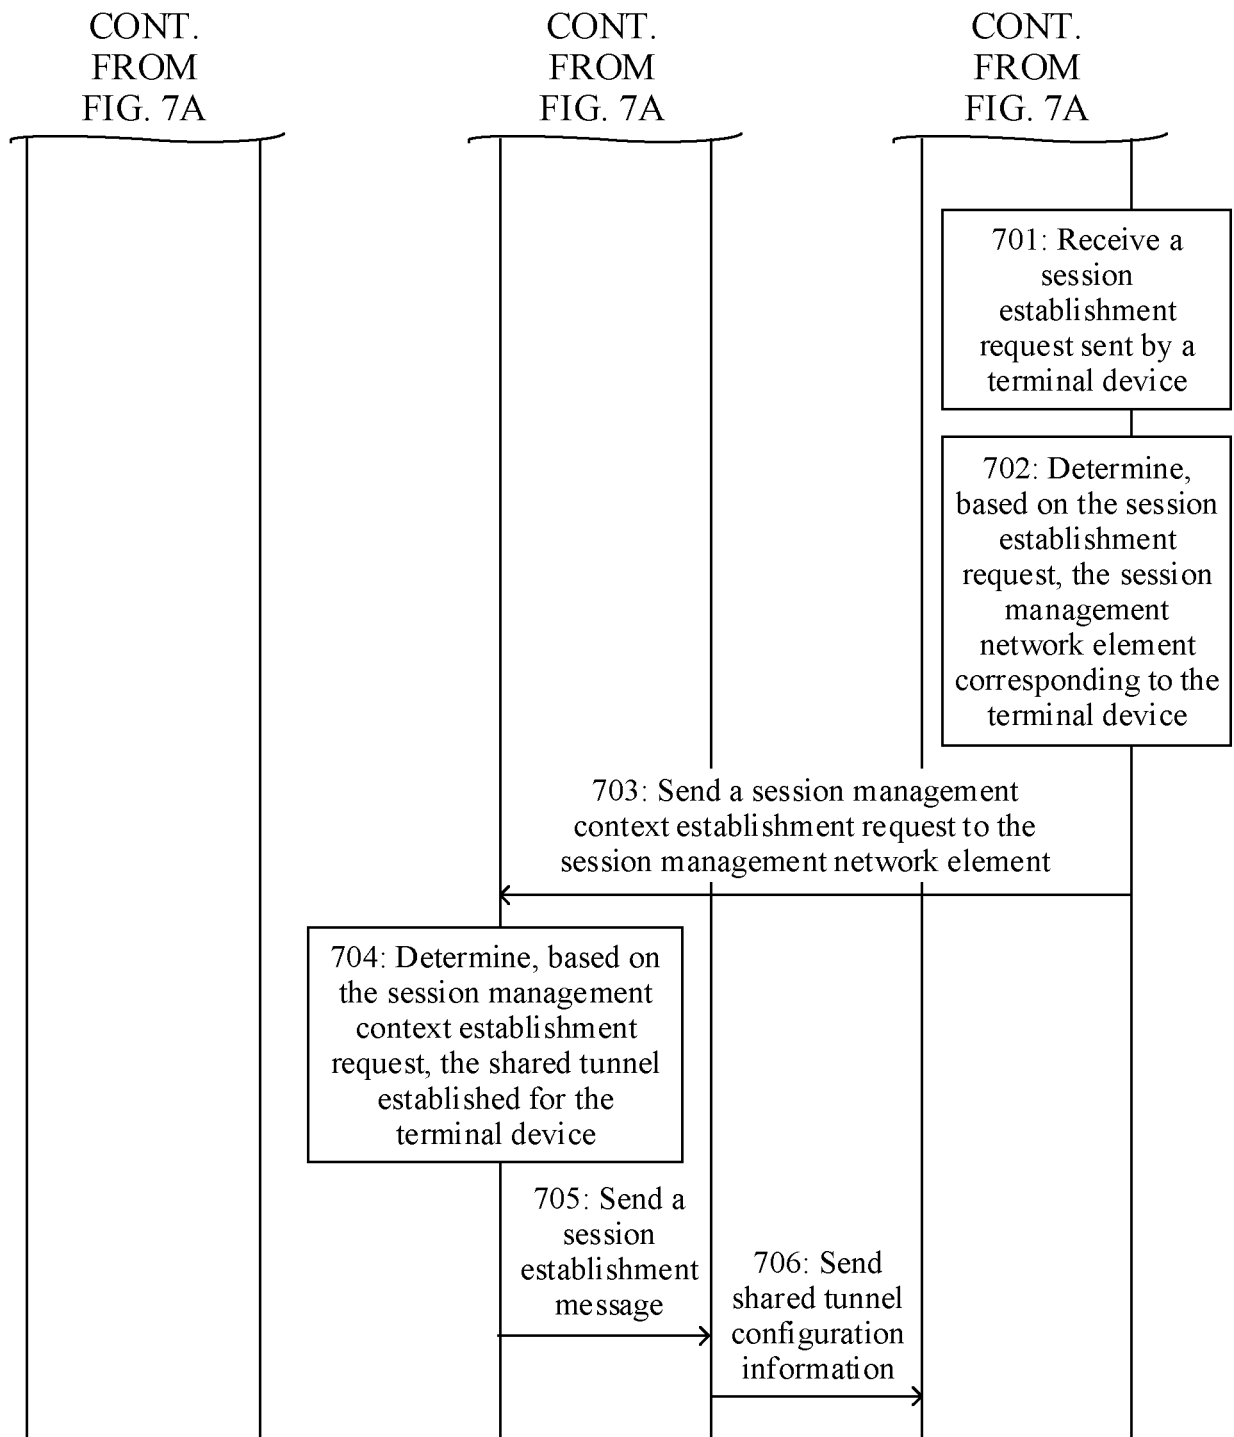 CONT.
FROM
FIG. 7A
CONT.
FROM
FIG. 7A
CONT.
FROM
FIG. 7A
701: Receive a
session
establishment
request sent by a
terminal device
702: Determine,
based on the session
establishment
request, the session
management
network element
corresponding to the
terminal device
703: Send a session management
context establishment request to the
session management network element
704: Determine, based on
the session management
context establishment
request, the shared tunnel
established for the
terminal device
705: Send a
session
establishment
message
706: Send
shared tunnel
configuration
information